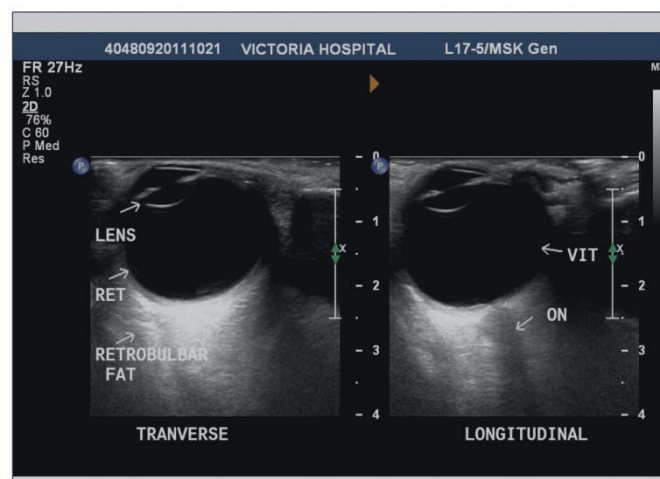 40480920111021 VICTORIA HOSPITAL L17-5/MSK Gen
FR 27Hz
RS
Z 1.0
2D
76%
C 60
P Med
Res
M
P
0
1
2
3
4
X
LENS
RET
RETROBULBAR
FAT
TRANVERSE
P
0
1
2
3
4
X
VIT
ON
LONGITUDINAL